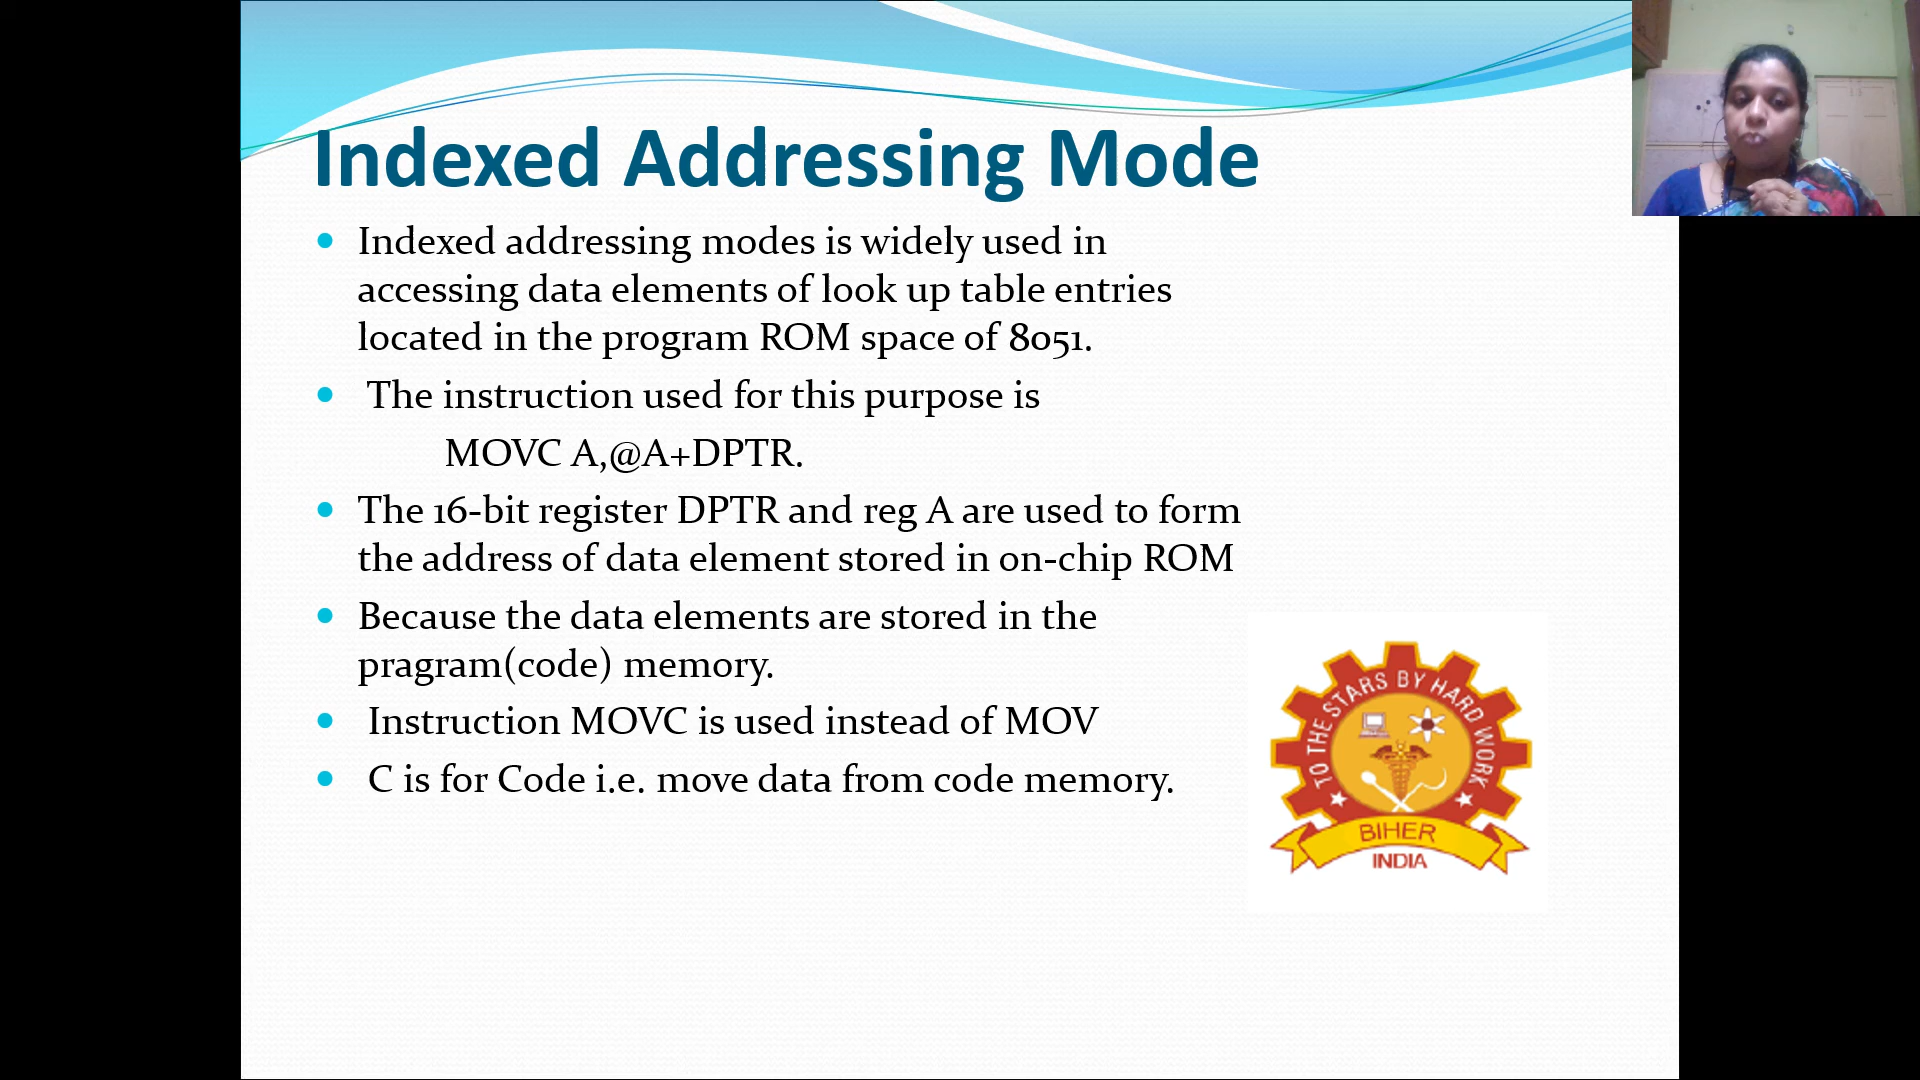 Indexed Addressing Mode
Indexed addressing modes is widely used in
accessing data elements of look up table entries
located in the program ROM space of 8051.
The instruction used for this purpose is
MOVC A,@A+DPTR.
The 16-bit register DPTR and reg A are used to form
the address of data element stored in on-chip ROM
Because the data elements are stored in the
pragram(code) memory.
Instruction MOVC is used instead of MOV
C is for Code i.e. move data from code memory.
TO THE STARS BY HARD WORK
BIHER
INDIA